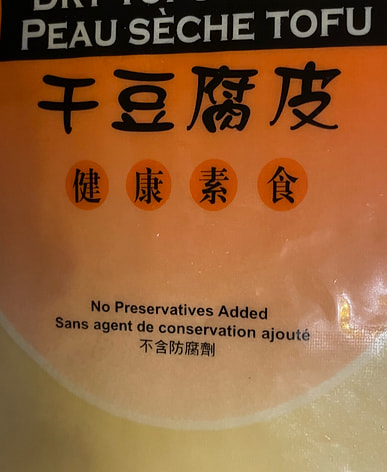 PEAU SÈCHE TOFU
干豆腐皮
健康素食
No Preservatives Added
Sans agent de conservation ajouté
不含防腐劑